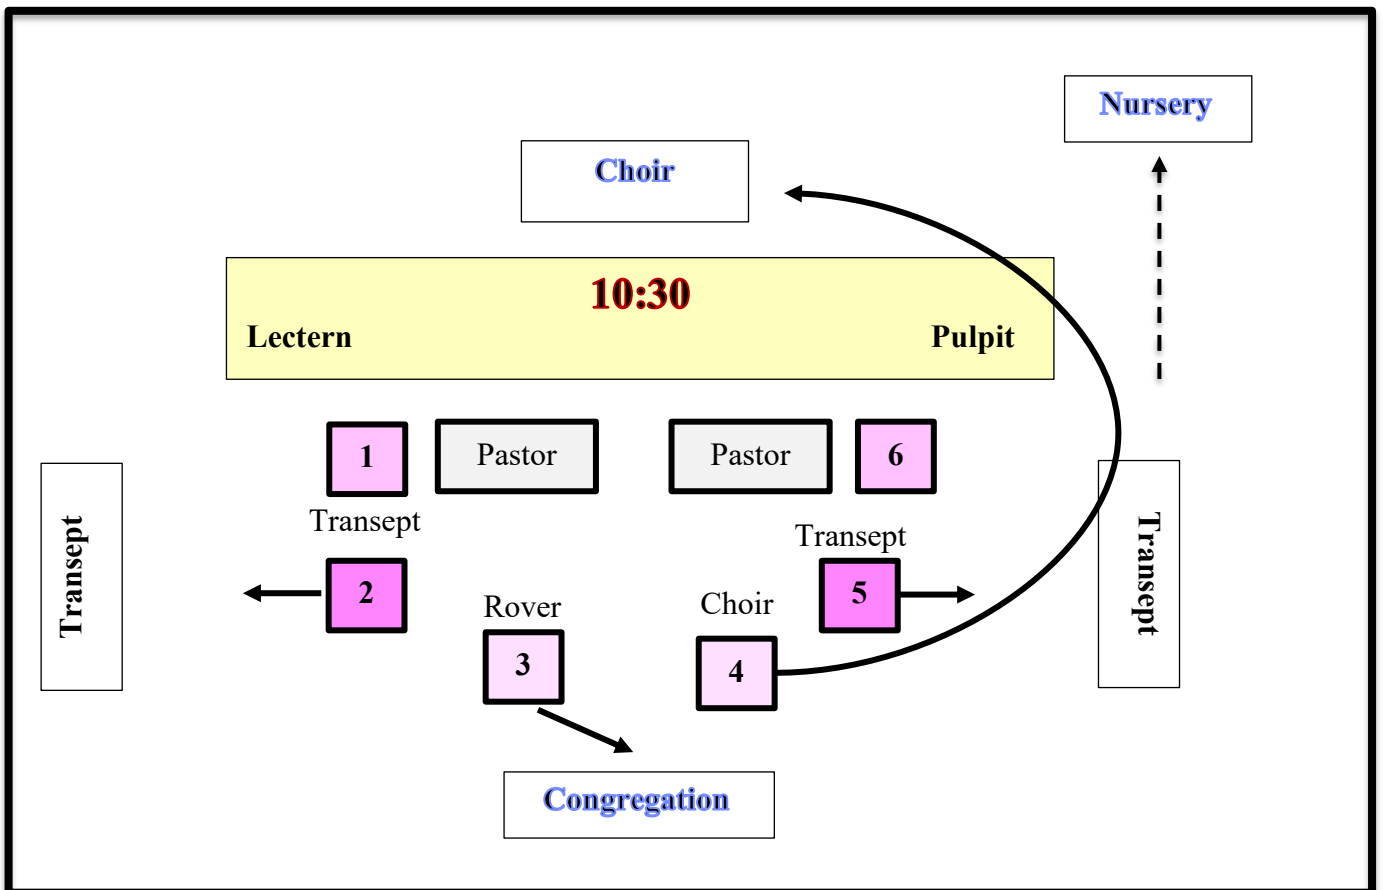 Nursery
Choir
10:30
Lectern
Pulpit
1
Pastor
Pastor
6
Transept
Transept
Transept
Transept
2
5
Rover
Choir
3
4
Congregation